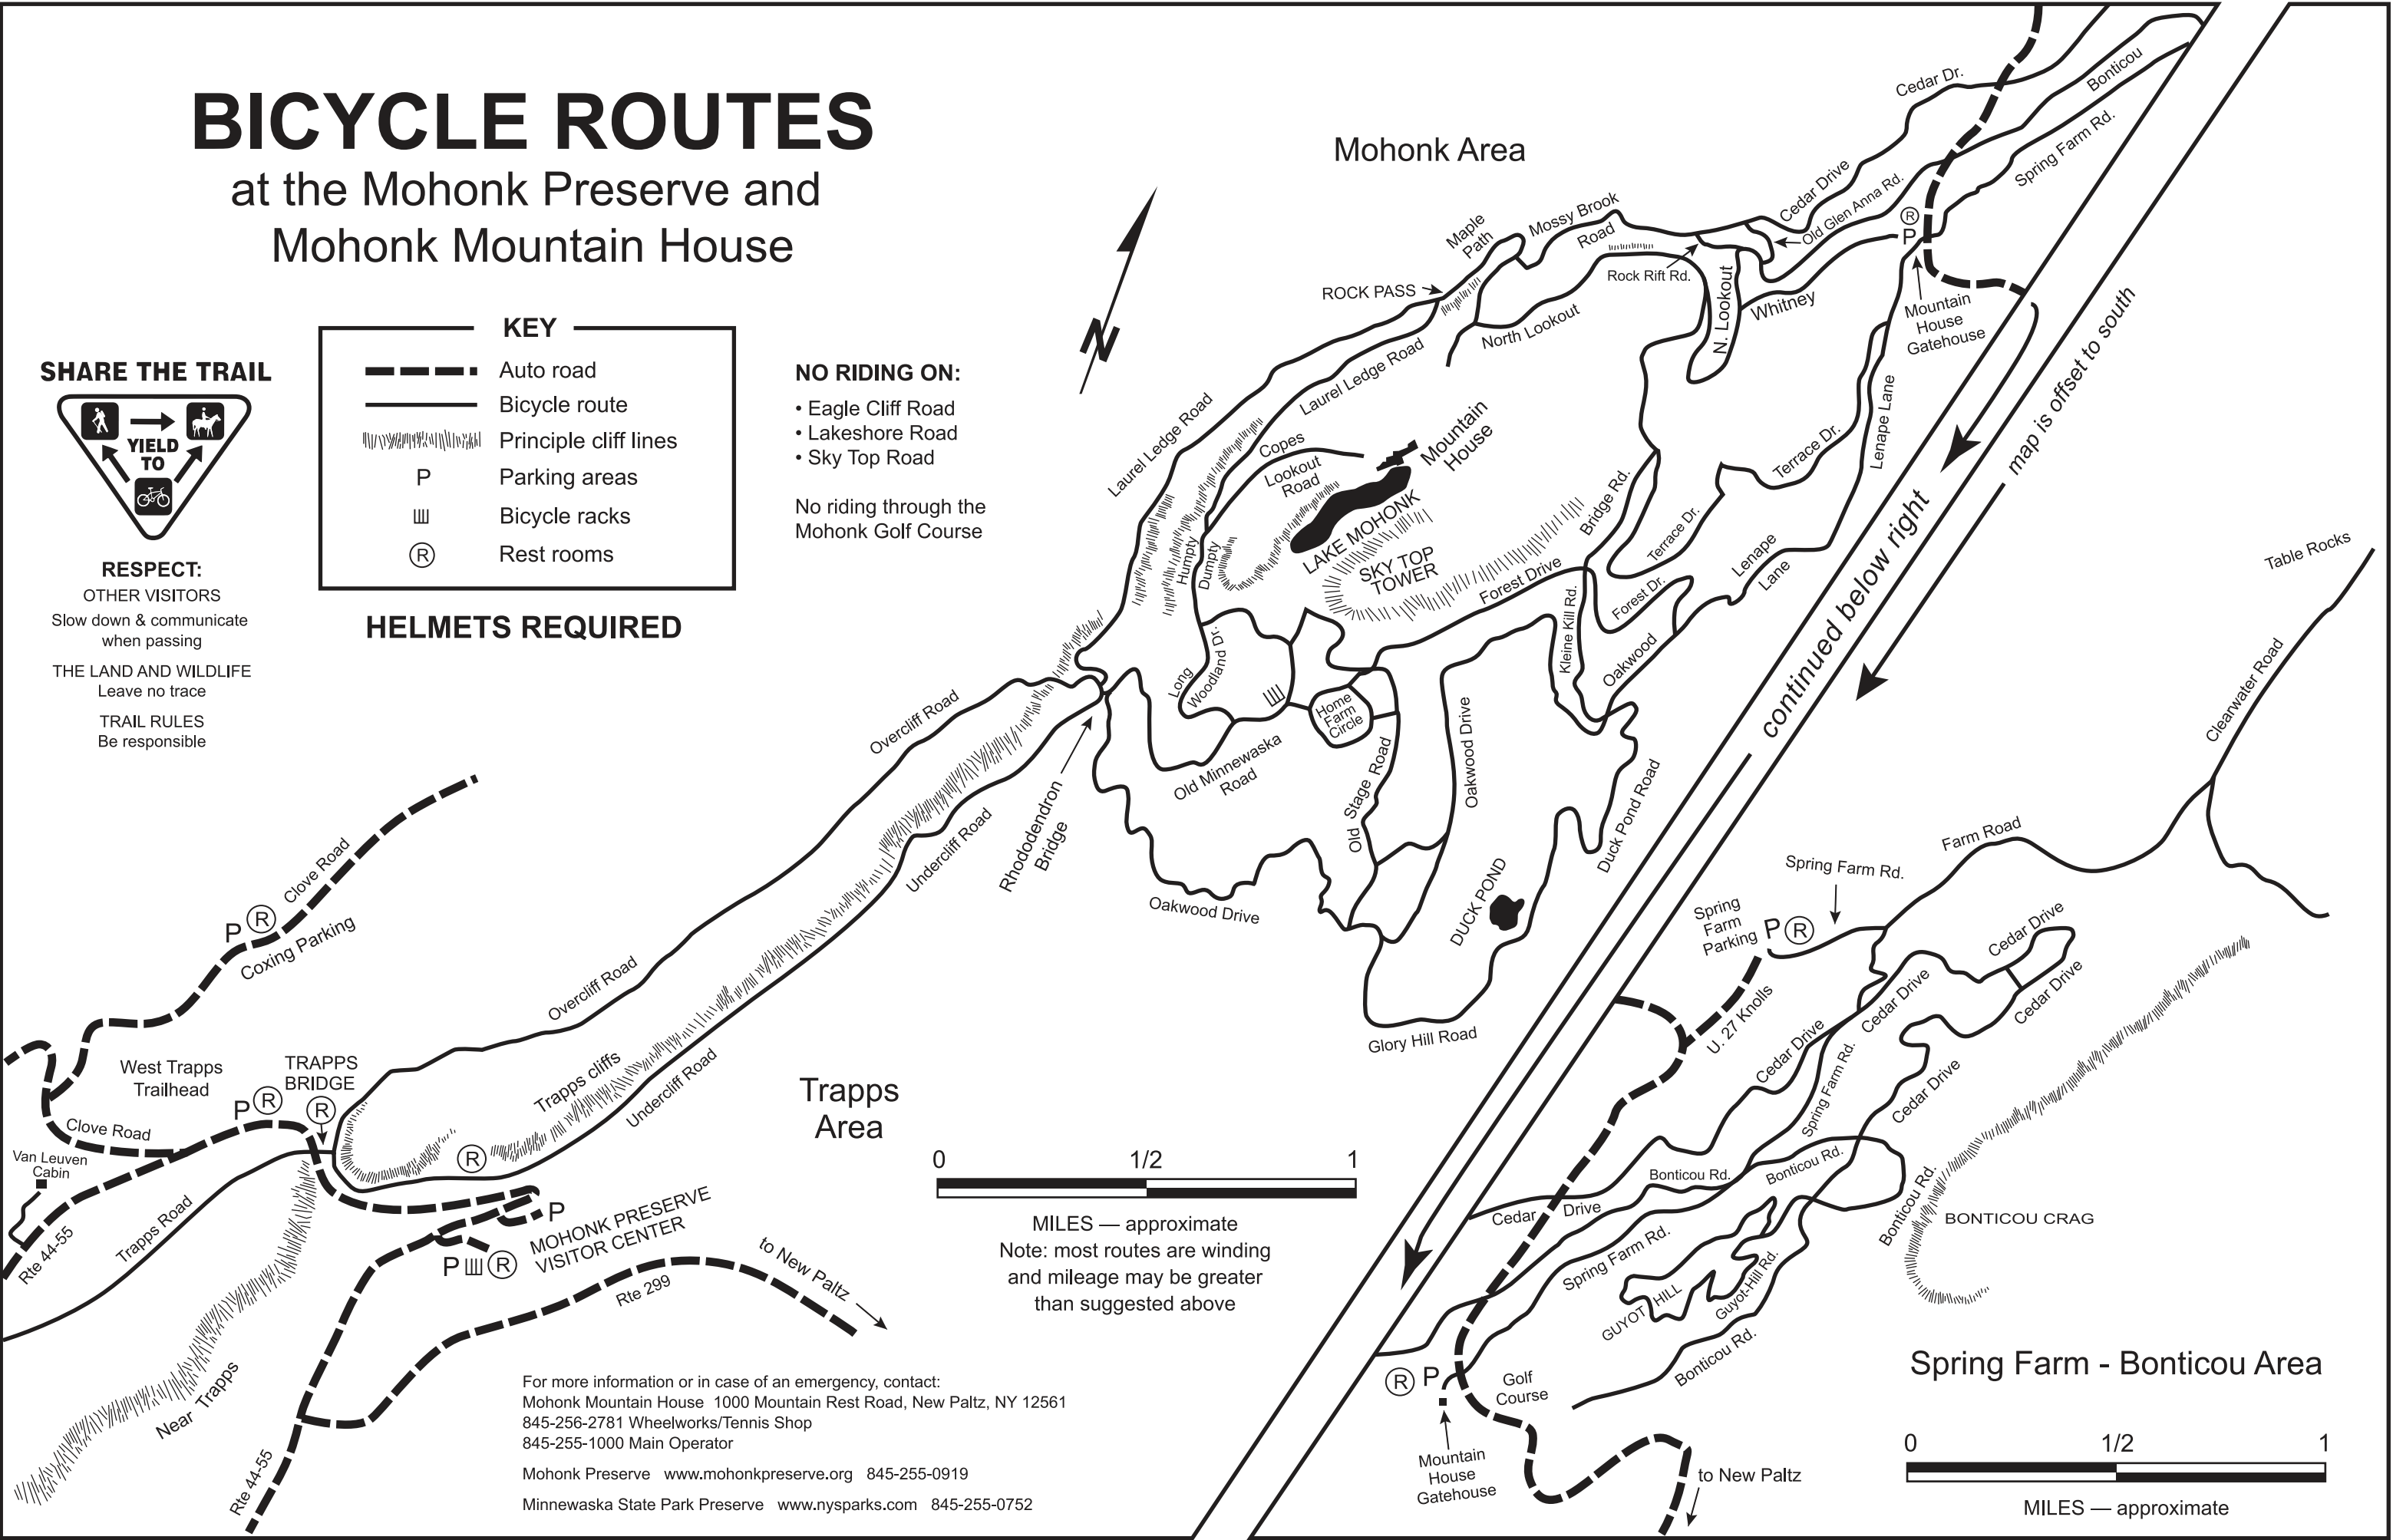 BICYCLE ROUTES
at the Mohonk Preserve and
Mohonk Mountain House
SHARE THE TRAIL
YIELD
TO
RESPECT:
OTHER VISITORS
Slow down & communicate
when passing
THE LAND AND WILDLIFE
Leave no trace
TRAIL RULES
Be responsible
KEY
Auto road
Bicycle route
Principle cliff lines
P Parking areas
Bicycle racks
R Rest rooms
HELMETS REQUIRED
NO RIDING ON:
• Eagle Cliff Road
• Lakeshore Road
• Sky Top Road
No riding through the
Mohonk Golf Course
N
Mohonk Area
Cedar Dr.
Bonticou
Spring Farm Rd.
Cedar Drive
Old Glen Anna Rd.
R
P
Mossy Brook
Road
Maple
Path
ROCK PASS
Rock Rift Rd.
N. Lookout
Whitney
North Lookout
Mountain
House
Gatehouse
Laurel Ledge Road
Laurel Ledge Road
Copes
Lookout
Road
Mountain
House
LAKE MOHONK
SKY TOP
TOWER
Humpty
Dumpty
Bridge Rd.
Terrace Dr.
Terrace Dr.
Lenape Lane
Lenape
Lane
Forest Drive
Forest Dr.
Kleine Kill Rd.
Oakwood
Long
Woodland Dr.
Home
Farm
Circle
Old Minnewaska
Road
Old Stage Road
Oakwood Drive
Oakwood Drive
Duck Pond Road
DUCK POND
Glory Hill Road
Rhododendron
Bridge
Overcliff Road
Undercliff Road
Overcliff Road
Undercliff Road
Trapps cliffs
continued below right
map is offset to south
Clove Road
P R
Coxing Parking
West Trapps
Trailhead
TRAPPS
BRIDGE
P R
R
Clove Road
Van Leuven
Cabin
Rte 44-55
Trapps Road
R
P
MOHONK PRESERVE
VISITOR CENTER
P R
Rte 299
to New Paltz
Near Trapps
Rte 44-55
Trapps
Area
0 1/2 1
MILES — approximate
Note: most routes are winding
and mileage may be greater
than suggested above
For more information or in case of an emergency, contact:
Mohonk Mountain House 1000 Mountain Rest Road, New Paltz, NY 12561
845-256-2781 Wheelworks/Tennis Shop
845-255-1000 Main Operator
Mohonk Preserve www.mohonkpreserve.org 845-255-0919
Minnewaska State Park Preserve www.nysparks.com 845-255-0752
Table Rocks
Clearwater Road
Farm Road
Spring Farm Rd.
Spring
Farm
Parking
P R
U. 27 Knolls
Cedar Drive
Cedar Drive
Cedar Drive
Cedar Drive
Cedar Drive
Spring Farm Rd.
Bonticou Rd.
Bonticou Rd.
Bonticou Rd.
BONTICOU CRAG
Cedar Drive
Spring Farm Rd.
GUYOT HILL
Guyot-Hill Rd.
Bonticou Rd.
R P
Golf
Course
Mountain
House
Gatehouse
to New Paltz
Spring Farm - Bonticou Area
0 1/2 1
MILES — approximate